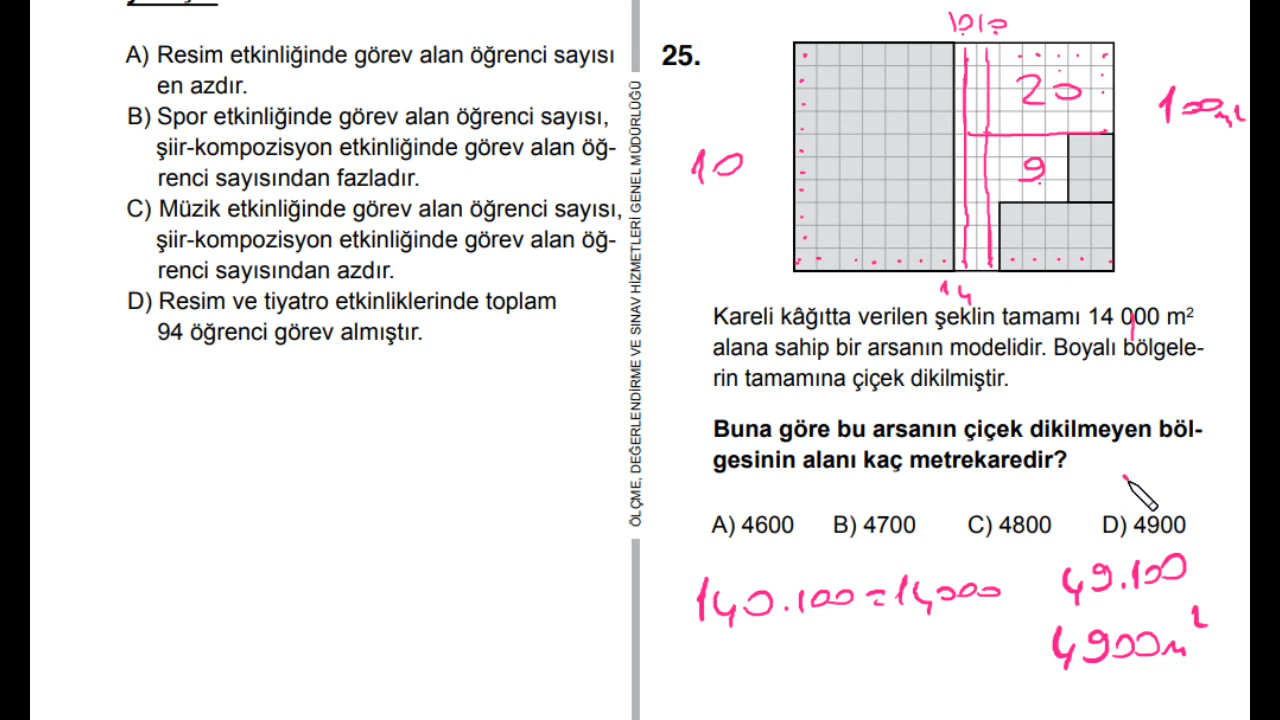 A) Resim etkinliğinde görev alan öğrenci sayısı
en azdır.
B) Spor etkinliğinde görev alan öğrenci sayısı,
şiir-kompozisyon etkinliğinde görev alan öğ-
renci sayısından fazladır.
C) Müzik etkinliğinde görev alan öğrenci sayısı,
şiir-kompozisyon etkinliğinde görev alan öğ-
renci sayısından azdır.
D) Resim ve tiyatro etkinliklerinde toplam
94 öğrenci görev almıştır.
ÖLÇME, DEĞERLENDİRME VE SINAV HİZMETLERİ GENEL MÜDÜRLÜĞÜ
25.
10 10
20
100m²
10
9
14
Kareli kâğıtta verilen şeklin tamamı 14 000 m²
alana sahip bir arsanın modelidir. Boyalı bölgele-
rin tamamına çiçek dikilmiştir.
Buna göre bu arsanın çiçek dikilmeyen böl-
gesinin alanı kaç metrekaredir?
A) 4600 B) 4700 C) 4800 D) 4900
140.100=14000
49.100
4900m²